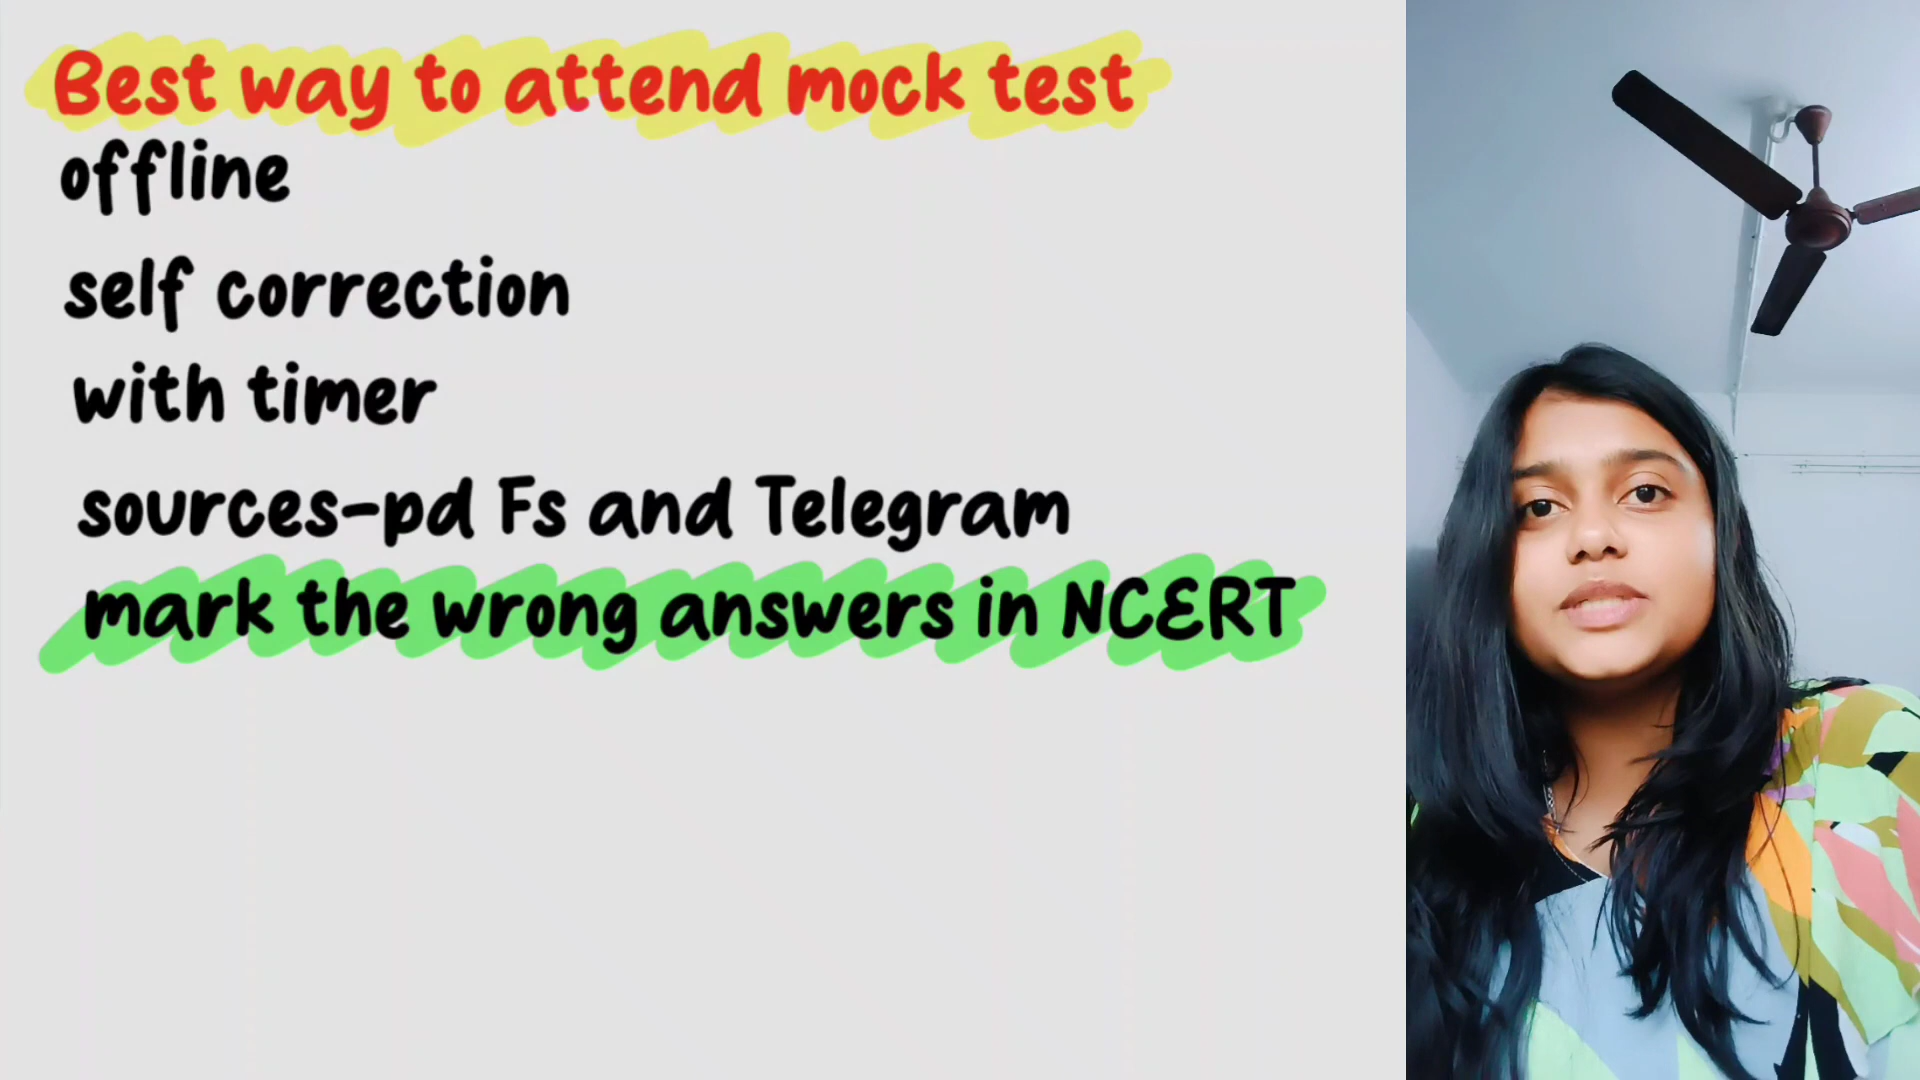 Best way to attend mock test
offline
self correction
with timer
sources-pd Fs and Telegram
mark the wrong answers in NCERT